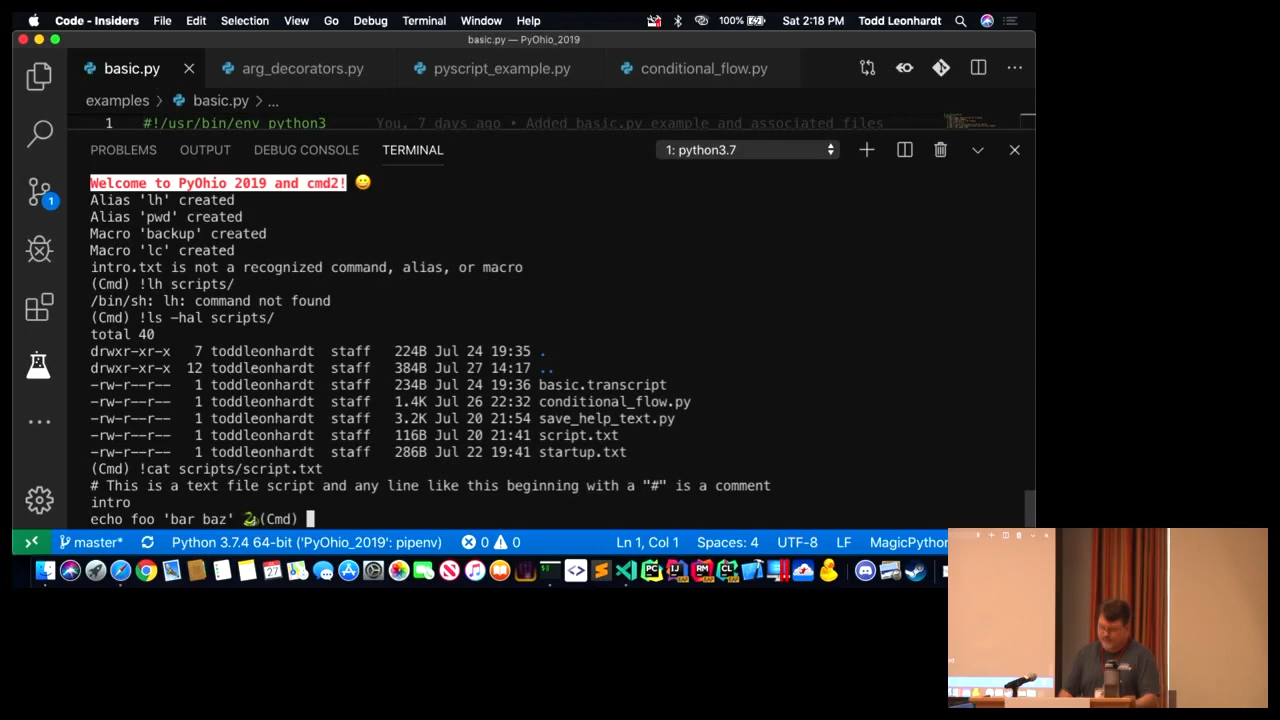 Code - Insiders File Edit Selection View Go Debug Terminal Window Help 100% Sat 2:18 PM Todd Leonhardt
basic.py — PyOhio_2019
basic.py arg_decorators.py pyscript_example.py conditional_flow.py
examples > basic.py > ...
1 #!/usr/bin/env python3 You, 7 days ago • Added basic.py example and associated files
PROBLEMS OUTPUT DEBUG CONSOLE TERMINAL 1: python3.7
Welcome to PyOhio 2019 and cmd2! 😀
Alias 'lh' created
Alias 'pwd' created
Macro 'backup' created
Macro 'lc' created
intro.txt is not a recognized command, alias, or macro
(Cmd) !lh scripts/
/bin/sh: lh: command not found
(Cmd) !ls -hal scripts/
total 40
drwxr-xr-x 7 toddleonhardt staff 224B Jul 24 19:35 .
drwxr-xr-x 12 toddleonhardt staff 384B Jul 27 14:17 ..
-rw-r--r-- 1 toddleonhardt staff 234B Jul 24 19:36 basic.transcript
-rw-r--r-- 1 toddleonhardt staff 1.4K Jul 26 22:32 conditional_flow.py
-rw-r--r-- 1 toddleonhardt staff 3.2K Jul 20 21:54 save_help_text.py
-rw-r--r-- 1 toddleonhardt staff 116B Jul 20 21:41 script.txt
-rw-r--r-- 1 toddleonhardt staff 286B Jul 22 19:41 startup.txt
(Cmd) !cat scripts/script.txt
# This is a text file script and any line like this beginning with a "#" is a comment
intro
echo foo 'bar baz' 🐍(Cmd)
1
master* Python 3.7.4 64-bit ('PyOhio_2019': pipenv) 0 0 Ln 1, Col 1 Spaces: 4 UTF-8 LF MagicPython